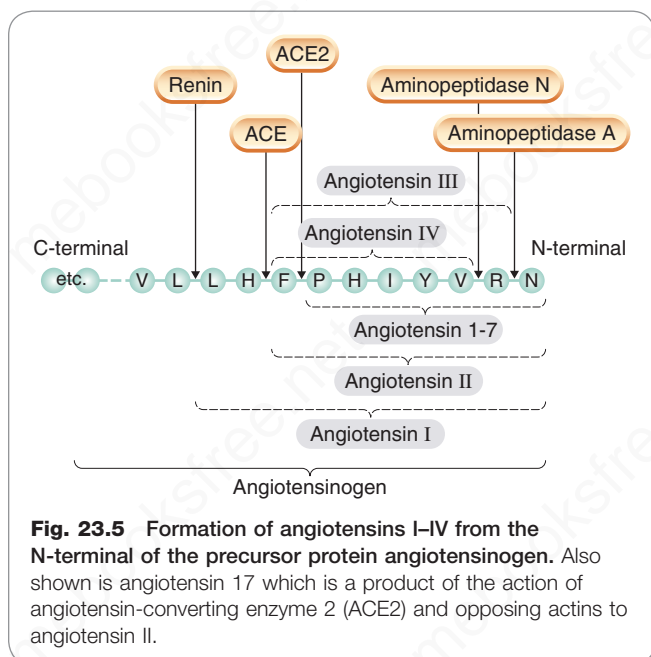 ACE2
Renin
Aminopeptidase N
ACE
Aminopeptidase A
Angiotensin III
Angiotensin IV
C-terminal
N-terminal
etc. V L L H F P H I Y V R N
Angiotensin 1-7
Angiotensin II
Angiotensin I
Angiotensinogen
Fig. 23.5 Formation of angiotensins I–IV from the
N-terminal of the precursor protein angiotensinogen. Also
shown is angiotensin 17 which is a product of the action of
angiotensin-converting enzyme 2 (ACE2) and opposing actins to
angiotensin II.